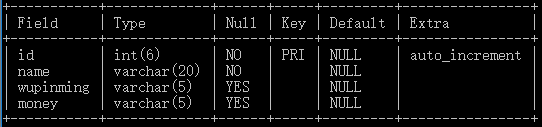 Field Type Null Key Default Extra
id int(6) NO PRI NULL auto_increment
name varchar(20) NO NULL
wupinming varchar(5) YES NULL
money varchar(5) YES NULL